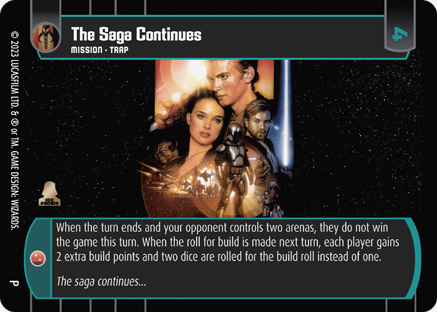 The Saga Continues
MISSION - TRAP
4
© 2023 LUCASFILM LTD. & ® or TM. GAME DESIGN: WIZARDS.
P
When the turn ends and your opponent controls two arenas, they do not win
the game this turn. When the roll for build is made next turn, each player gains
2 extra build points and two dice are rolled for the build roll instead of one.
The saga continues...